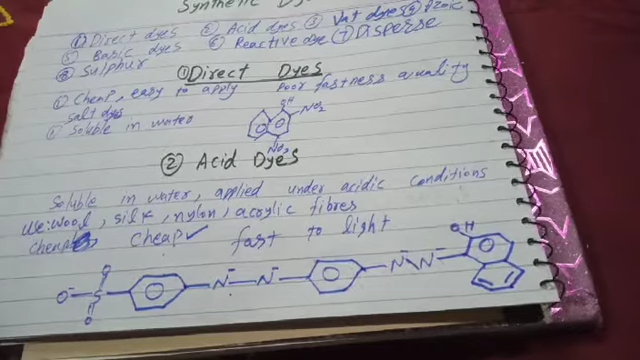 Synthetic Dy
① Direct dyes ② Acid dyes ③ Vat dyes ④ Azoic
⑤ Basic dyes ⑥ Reactive dye ⑦ Disperse
⑧ Sulphur
① Direct Dyes
① Cheap, easy to apply poor fastness quality
salt dyes
② Soluble in water
OH
NO2
NO2
② Acid Dyes
Soluble in water, applied under acidic conditions
use: wool, silk, nylon, acrylic fibres
cheap cheap✓ fast to light
O
O⁻ S N N N N OH
O